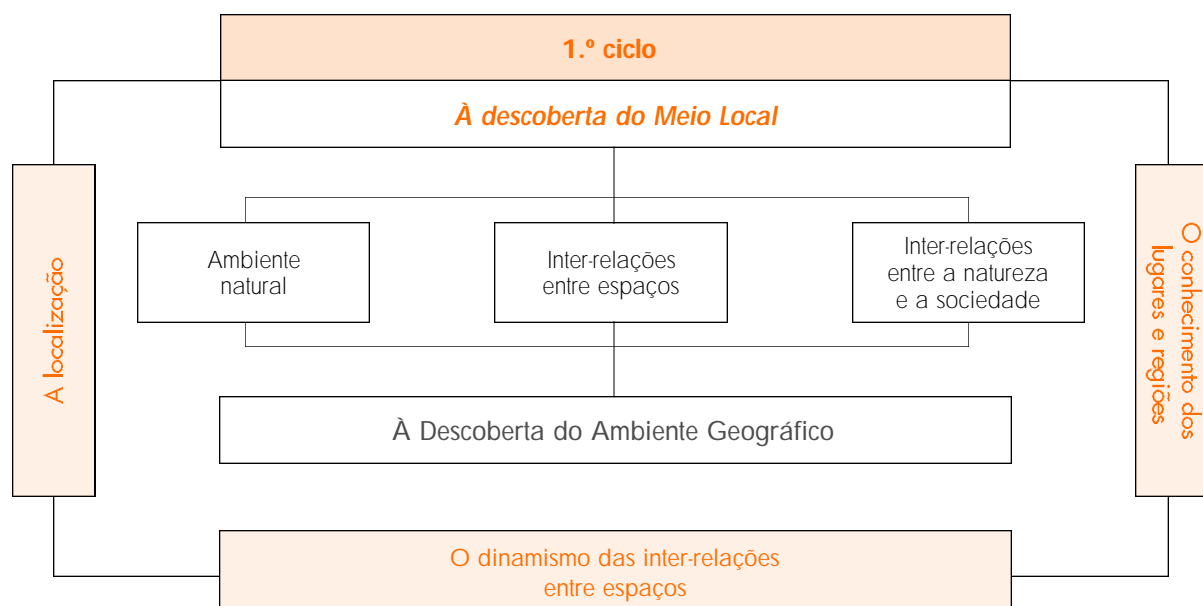 1.º ciclo
À descoberta do Meio Local
A localização
Ambiente
natural
Inter-relações
entre espaços
Inter-relações
entre a natureza
e a sociedade
O conhecimento dos
lugares e regiões
À Descoberta do Ambiente Geográfico
O dinamismo das inter-relações
entre espaços